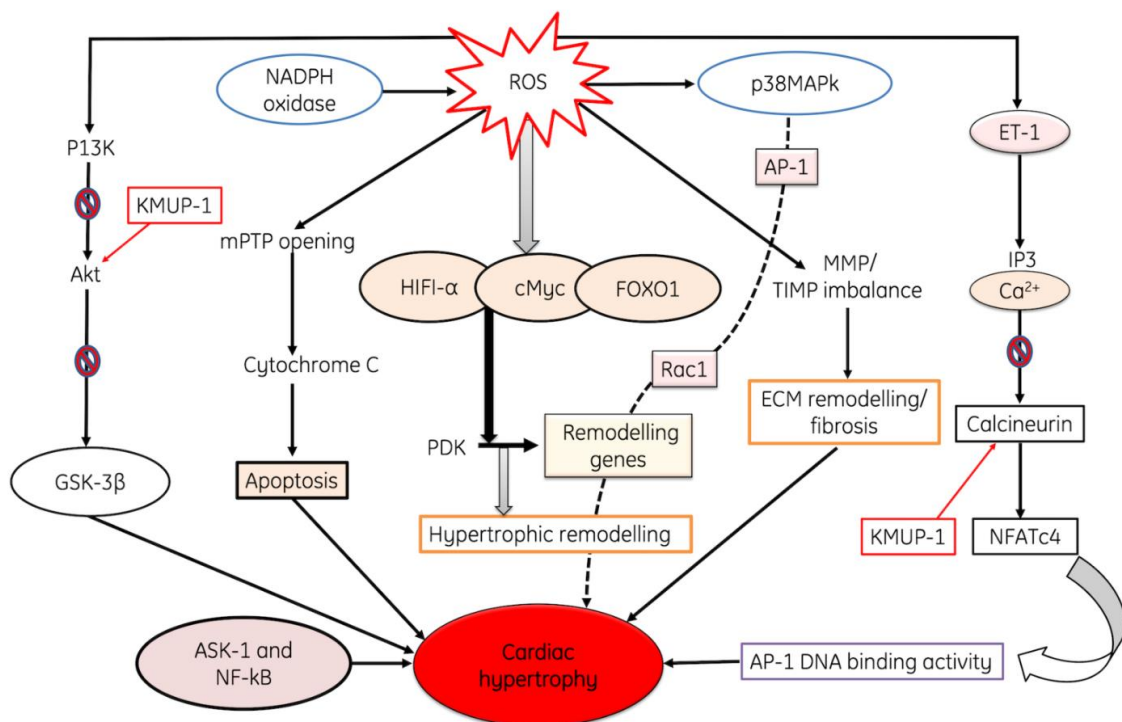 NADPH
oxidase
ROS
p38MAPk
P13K
ET-1
AP-1
KMUP-1
mPTP opening
Akt
IP3
HIFI-α
cMyc
FOXO1
MMP/
TIMP imbalance
Ca²⁺
Cytochrome C
Rac1
ECM remodelling/
fibrosis
Calcineurin
PDK
Remodelling
genes
GSK-3β
Apoptosis
Hypertrophic remodelling
KMUP-1
NFATc4
ASK-1 and
NF-kB
Cardiac
hypertrophy
AP-1 DNA binding activity